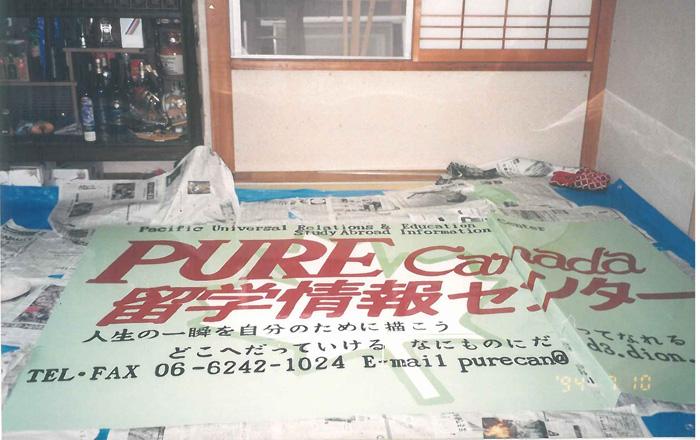 Pacific Universal Relations & Education
Study Abroad Information Center
PURE Canada
留学情報センター
人生の一瞬を自分のために描こう
どこへだっていける なにものにだってなれる
TEL・FAX 06-6242-1024 E-mail purecan@d3.dion.
'94 10